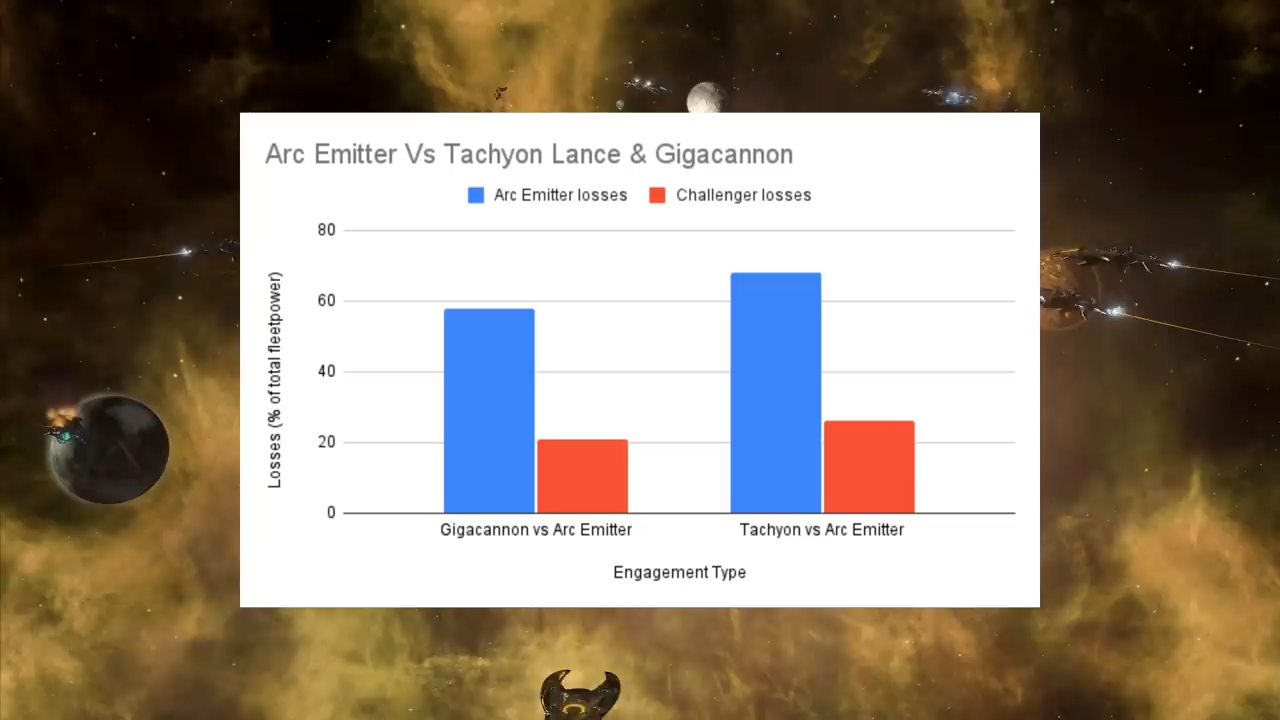 Arc Emitter Vs Tachyon Lance & Gigacannon
Arc Emitter losses Challenger losses
Losses (% of total fleetpower)
80
60
40
20
0
Gigacannon vs Arc Emitter Tachyon vs Arc Emitter
Engagement Type